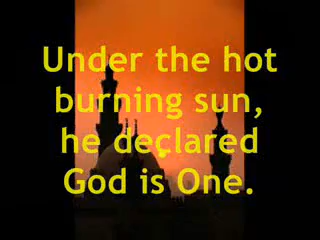 Under the hot
burning sun,
he declared
God is One.